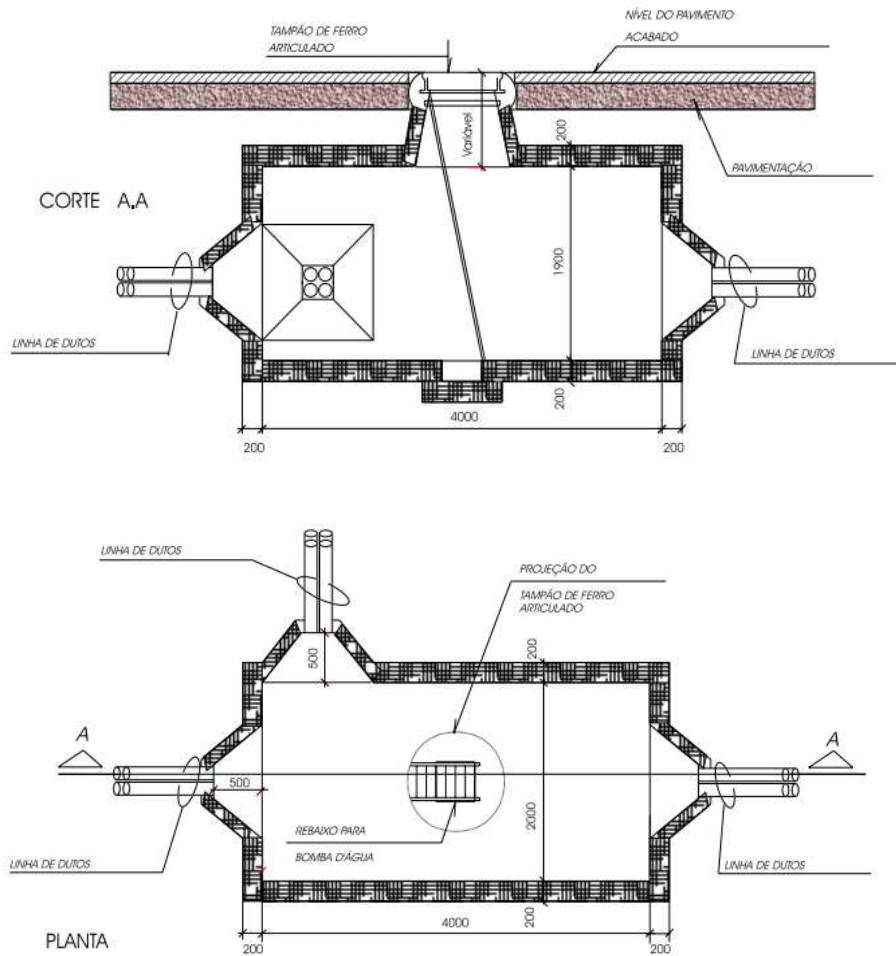 TAMPÃO DE FERRO
ARTICULADO
NÍVEL DO PAVIMENTO
ACABADO
Variável
200
PAVIMENTAÇÃO
CORTE A.A
1900
LINHA DE DUTOS
LINHA DE DUTOS
200
4000
200
200
LINHA DE DUTOS
PROJEÇÃO DO
TAMPÃO DE FERRO
ARTICULADO
500
200
A
A
500
2000
REBAIXO PARA
BOMBA D'ÁGUA
LINHA DE DUTOS
LINHA DE DUTOS
200
4000
PLANTA
200
200